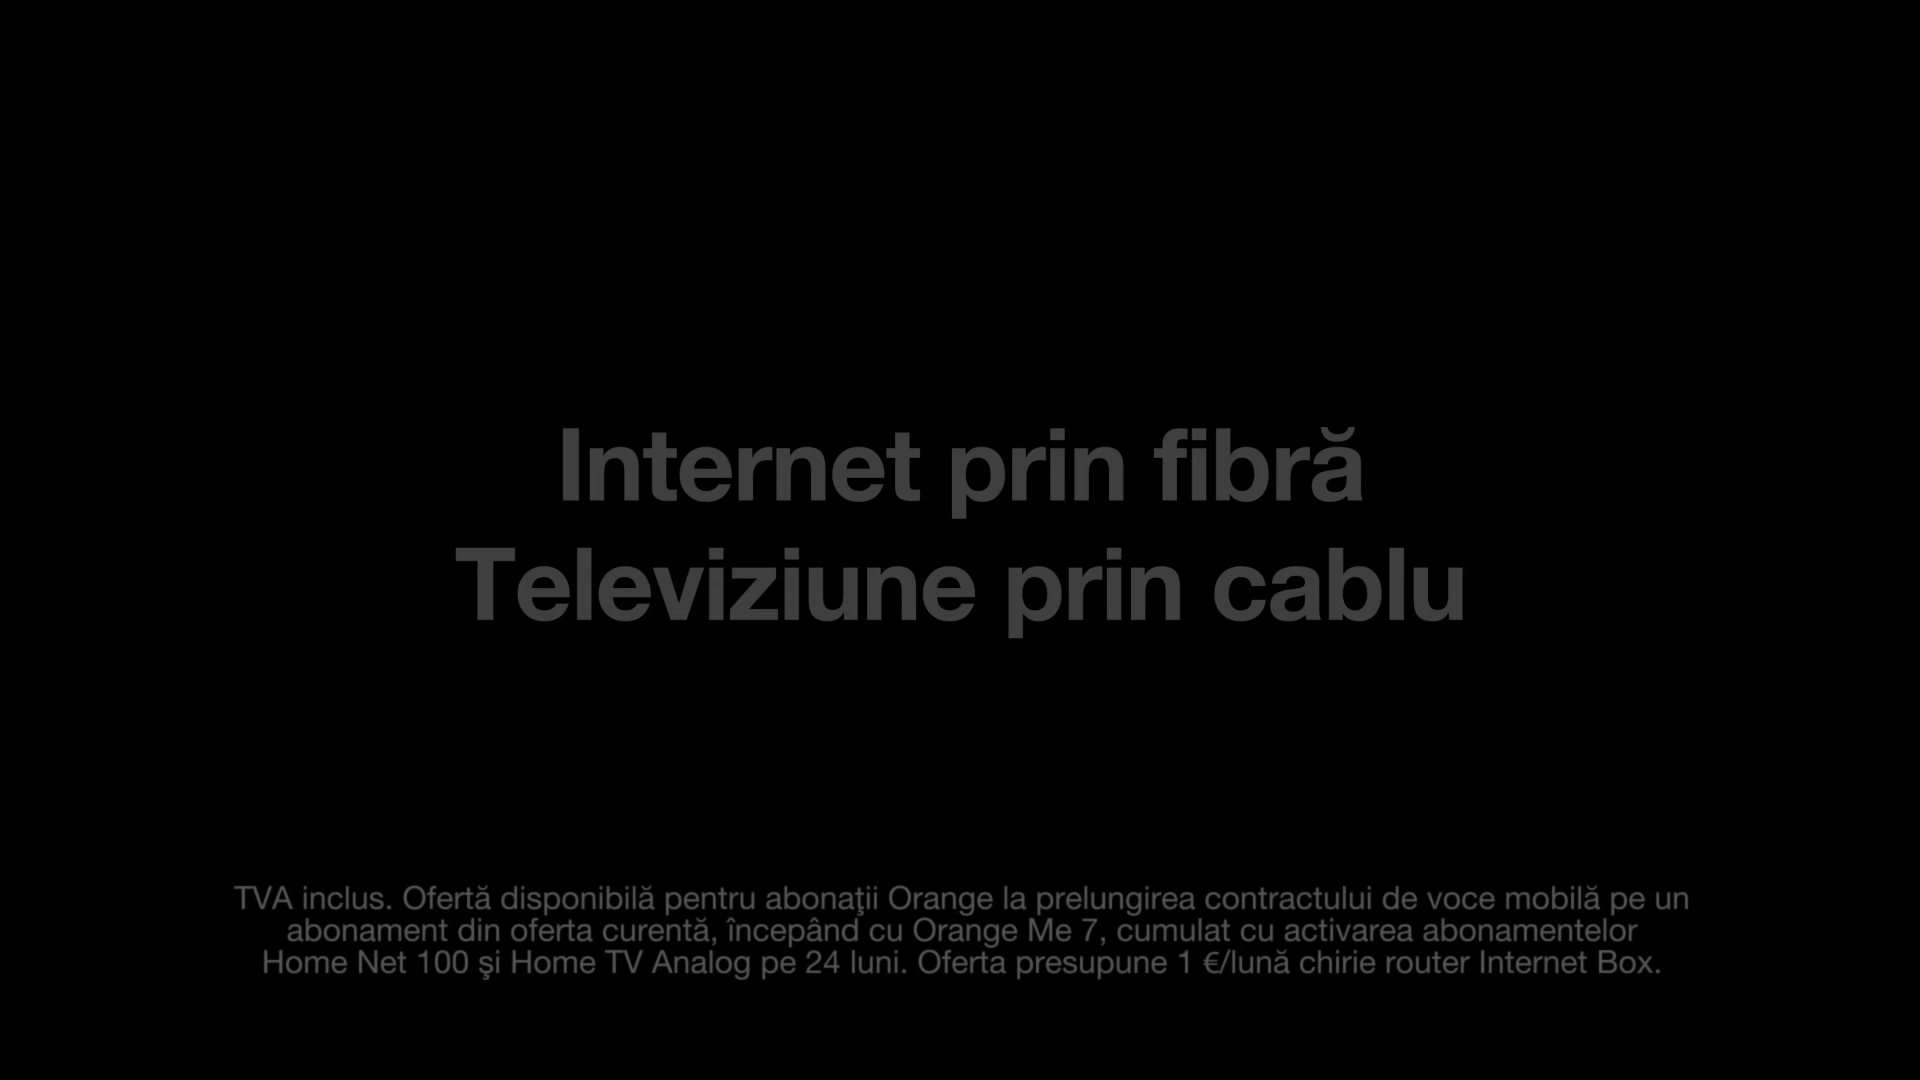 Internet prin fibră
Televiziune prin cablu
TVA inclus. Ofertă disponibilă pentru abonaţii Orange la prelungirea contractului de voce mobilă pe un
abonament din oferta curentă, începând cu Orange Me 7, cumulat cu activarea abonamentelor
Home Net 100 şi Home TV Analog pe 24 luni. Oferta presupune 1 €/lună chirie router Internet Box.